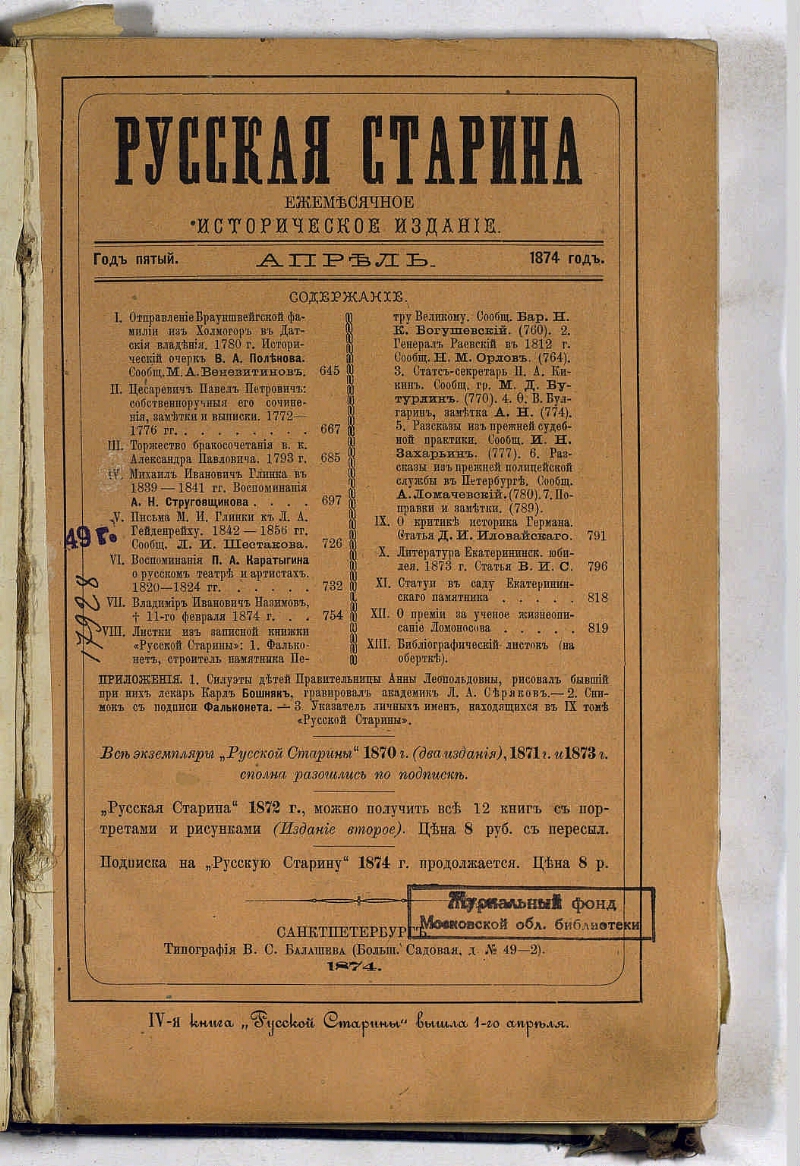 РУССКАЯ СТАРИНА
ЕЖЕМѢСЯЧНОЕ
ИСТОРИЧЕСКОЕ ИЗДАНІЕ.
Годъ пятый.
АПРѢЛЬ.
1874 годъ.
СОДЕРЖАНІЕ.
I. Отправленіе Брауншвейгской фа-
миліи изъ Холмогоръ въ Дат-
скія владѣнія. 1780 г. Истори-
ческій очеркъ В. А. Полѣнова.
Сообщ. М. А. Веневитиновъ. 645
II. Цесаревичъ Павелъ Петровичъ:
собственноручныя его сочине-
нія, замѣтки и выписки. 1772—
1776 гг. . . . . . . . . 667
III. Торжество бракосочетанія в. к.
Александра Павловича. 1793 г. 685
IV. Михаилъ Ивановичъ Глинка въ
1839 — 1841 гг. Воспоминанія
А. Н. Струговщикова . . . . 697
V. Письма М. И. Глинки къ Л. А.
Гейденрейху. 1842 — 1856 гг.
Сообщ. Л. И. Шестакова. 726
VI. Воспоминанія П. А. Каратыгина
о русскомъ театрѣ и артистахъ.
1820—1824 гг. . . . . . . 732
VII. Владиміръ Ивановичъ Назимовъ,
† 11-го февраля 1874 г. . . 754
VIII. Листки изъ записной книжки
«Русской Старины»: 1. Фалько-
нетъ, строитель памятника Пе-
тру Великому. Сообщ. Бар. Н.
К. Богушевскій. (760). 2.
Генералъ Раевскій въ 1812 г.
Сообщ. Н. М. Орловъ. (764).
3. Статсъ-секретарь П. А. Ки-
кинъ. Сообщ. гр. М. Д. Бу-
турлинъ. (770). 4. Ѳ. В. Бул-
гаринъ, замѣтка А. Н. (774).
5. Разсказы изъ прежней судеб-
ной практики. Сообщ. И. Н.
Захарьинъ. (777). 6. Раз-
сказы изъ прежней полицейской
службы въ Петербургѣ. Сообщ.
А. Ломачевскій. (780). 7. По-
правки и замѣтки. (789).
IX. О критикѣ историка Германа.
Статья Д. И. Иловайскаго. 791
X. Литература Екатерининск. юби-
лея. 1873 г. Статья В. И. С. 796
XI. Статуи въ саду Екатеринин-
скаго памятника . . . . . 818
XII. О преміи за ученое жизнеопи-
саніе Ломоносова . . . . . 819
XIII. Библіографическій листокъ (на
оберткѣ).
49 г.
17928
ПРИЛОЖЕНІЯ. 1. Силуэты дѣтей Правительницы Анны Леопольдовны, рисовалъ бывшій
при нихъ лекарь Карлъ Бошнякъ, гравировалъ академикъ Л. А. Сѣряковъ.— 2. Сни-
мокъ съ подписи Фальконета. — 3. Указатель личныхъ именъ, находящихся въ IX томѣ
«Русской Старины».
Всѣ экземпляры „Русской Старины“ 1870 г. (два изданія), 1871 г. и 1873 г.
сполна разошлись по подпискѣ.
„Русская Старина“ 1872 г., можно получить всѣ 12 книгъ съ пор-
третами и рисунками (Изданіе второе). Цѣна 8 руб. съ пересыл.
Подписка на „Русскую Старину“ 1874 г. продолжается. Цѣна 8 р.
Журнальный фонд
Московской обл. библиотеки
САНКТПЕТЕРБУРГЪ.
Типографія В. С. Балашева (Больш. Садовая, д. № 49—2).
1874.
IV-я книга „Русской Старины“ вышла 1-го апрѣля.